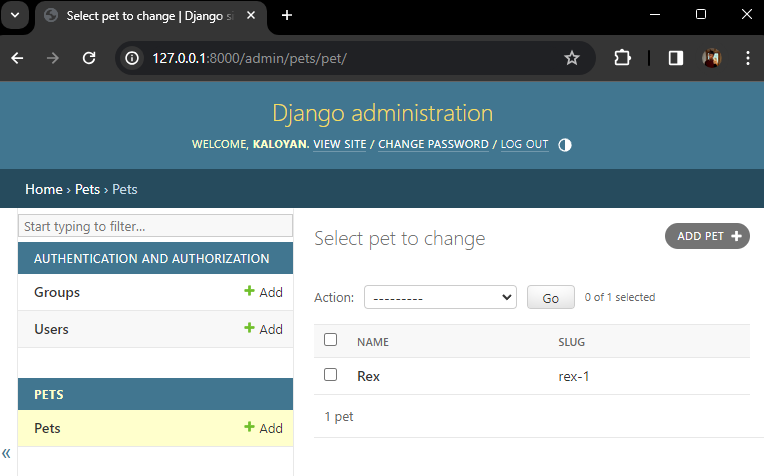 Select pet to change | Django si
127.0.0.1:8000/admin/pets/pet/
Django administration
WELCOME, KALOYAN. VIEW SITE / CHANGE PASSWORD / LOG OUT
Home › Pets › Pets
Start typing to filter...
AUTHENTICATION AND AUTHORIZATION
Groups + Add
Users + Add
PETS
Pets + Add
«
Select pet to change
ADD PET +
Action: --------- Go 0 of 1 selected
NAME SLUG
Rex rex-1
1 pet